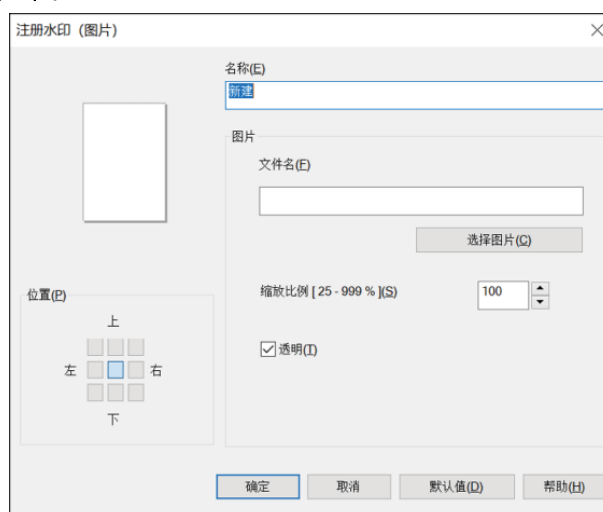 注册水印（图片）
名称(E)
新建
图片
文件名(F)
选择图片(C)
缩放比例 [ 25 - 999 % ](S)
100
透明(T)
位置(P)
上
左
右
下
确定
取消
默认值(D)
帮助(H)